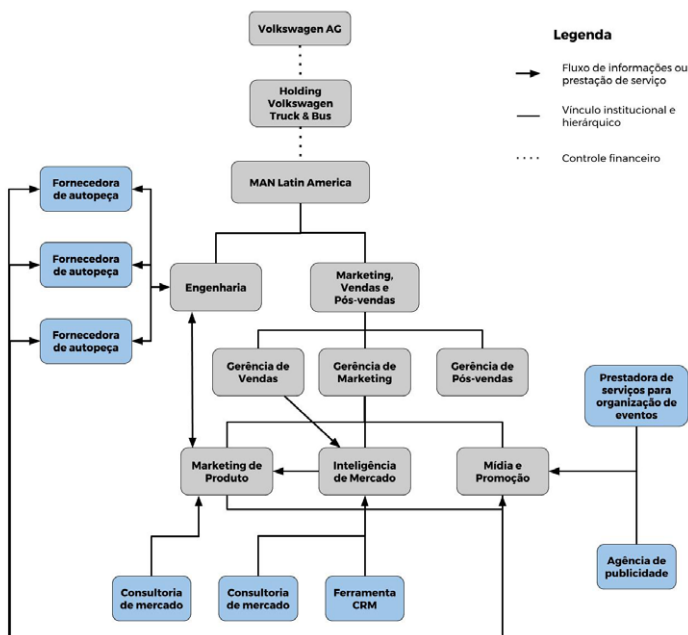 Volkswagen AG
Holding
Volkswagen
Truck & Bus
MAN Latin America
Legenda
Fluxo de informações ou
prestação de serviço
Vínculo institucional e
hierárquico
Controle financeiro
Fornecedora
de autopeça
Fornecedora
de autopeça
Fornecedora
de autopeça
Engenharia
Marketing,
Vendas e
Pós-vendas
Gerência de
Vendas
Gerência de
Marketing
Gerência de
Pós-vendas
Prestadora de
serviços para
organização de
eventos
Marketing de
Produto
Inteligência
de Mercado
Mídia e
Promoção
Consultoria
de mercado
Consultoria
de mercado
Ferramenta
CRM
Agência de
publicidade